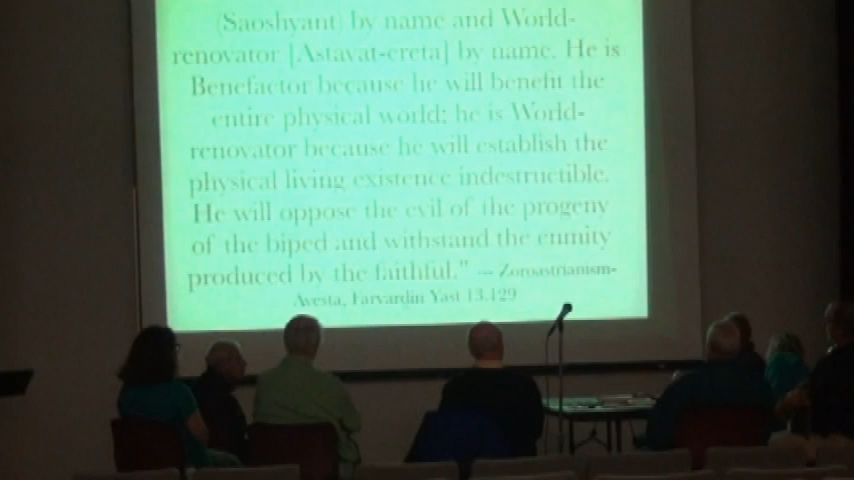 (Saoshyant) by name and World-
renovator [Astavat-ereta] by name. He is
Benefactor because he will benefit the
entire physical world; he is World-
renovator because he will establish the
physical living existence indestructible.
He will oppose the evil of the progeny
of the biped and withstand the enmity
produced by the faithful." — Zoroastrianism-
Avesta, Farvardin Yast 13.129